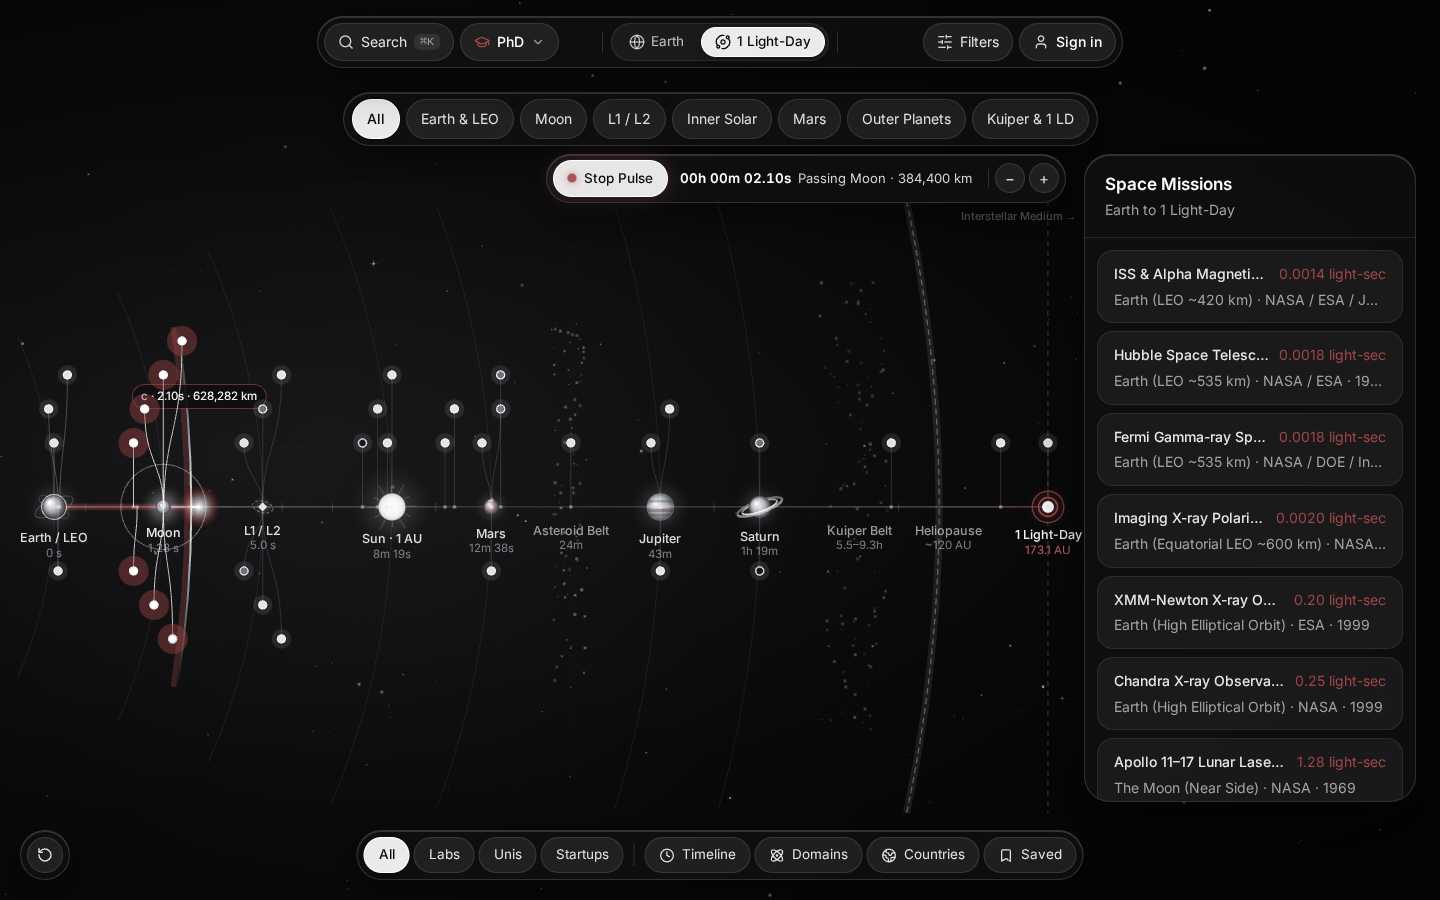 Search ⌘K
PhD
Earth
1 Light-Day
Filters
Sign in
All
Earth & LEO
Moon
L1 / L2
Inner Solar
Mars
Outer Planets
Kuiper & 1 LD
Stop Pulse
00h 00m 02.10s Passing Moon · 384,400 km
−
+
Interstellar Medium →
c · 2.10s · 628,282 km
Earth / LEO
0 s
Moon
1.28 s
L1 / L2
5.0 s
Sun · 1 AU
8m 19s
Mars
12m 38s
Asteroid Belt
24m
Jupiter
43m
Saturn
1h 19m
Kuiper Belt
5.5–9.3h
Heliopause
~120 AU
1 Light-Day
173.1 AU
Space Missions
Earth to 1 Light-Day
ISS & Alpha Magneti... 0.0014 light-sec
Earth (LEO ~420 km) · NASA / ESA / J...
Hubble Space Telesc... 0.0018 light-sec
Earth (LEO ~535 km) · NASA / ESA · 19...
Fermi Gamma-ray Sp... 0.0018 light-sec
Earth (LEO ~535 km) · NASA / DOE / In...
Imaging X-ray Polari... 0.0020 light-sec
Earth (Equatorial LEO ~600 km) · NASA...
XMM-Newton X-ray O... 0.20 light-sec
Earth (High Elliptical Orbit) · ESA · 1999
Chandra X-ray Observa... 0.25 light-sec
Earth (High Elliptical Orbit) · NASA · 1999
Apollo 11–17 Lunar Lase... 1.28 light-sec
The Moon (Near Side) · NASA · 1969
All
Labs
Unis
Startups
Timeline
Domains
Countries
Saved